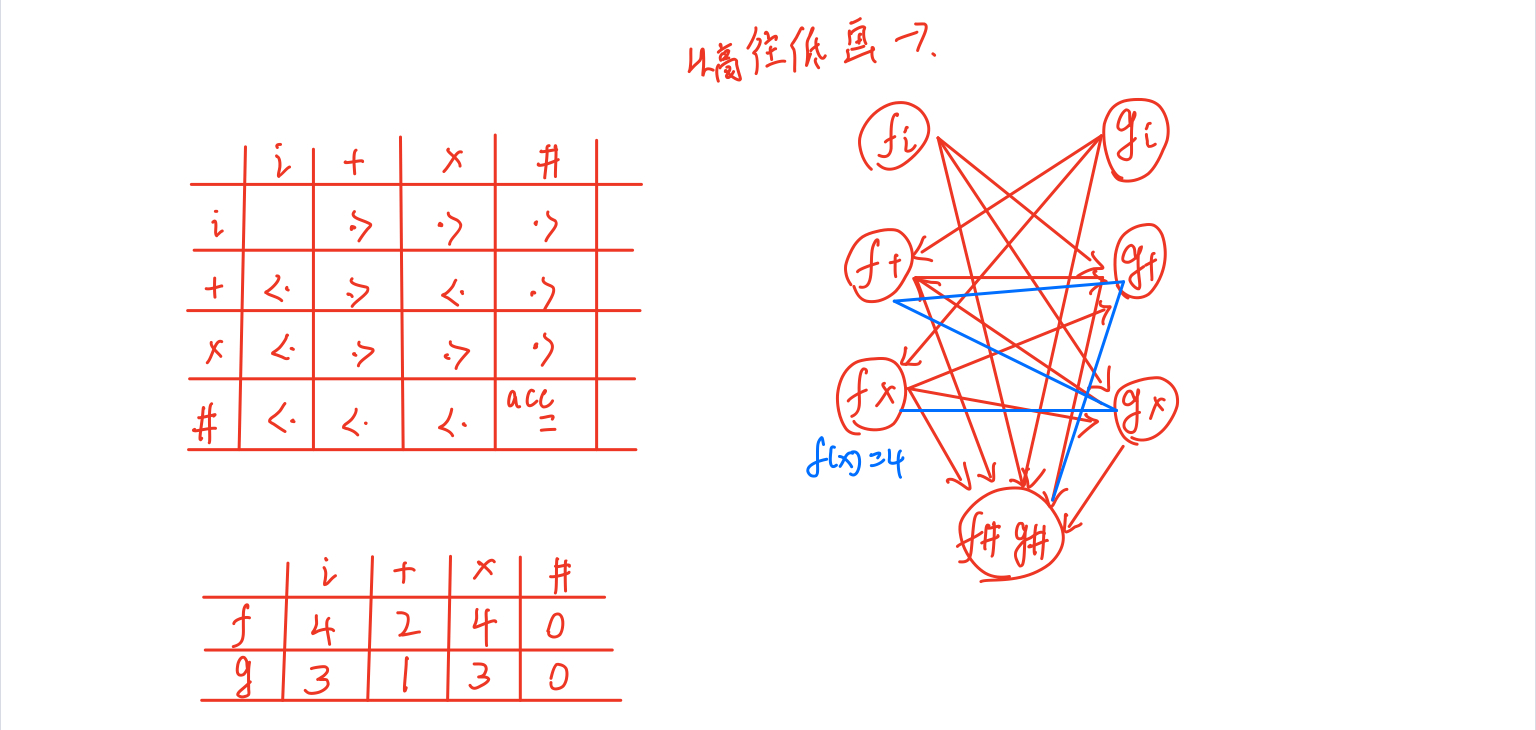 从高往低画→.
i + x #
i ·> ·> ·>
+ <· ·> <· ·>
x <· ·> ·> ·>
# <· <· <· acc =
fi gi
f+ g+
fx gx
f(x)=4
f# g#
i + x #
f 4 2 4 0
g 3 1 3 0